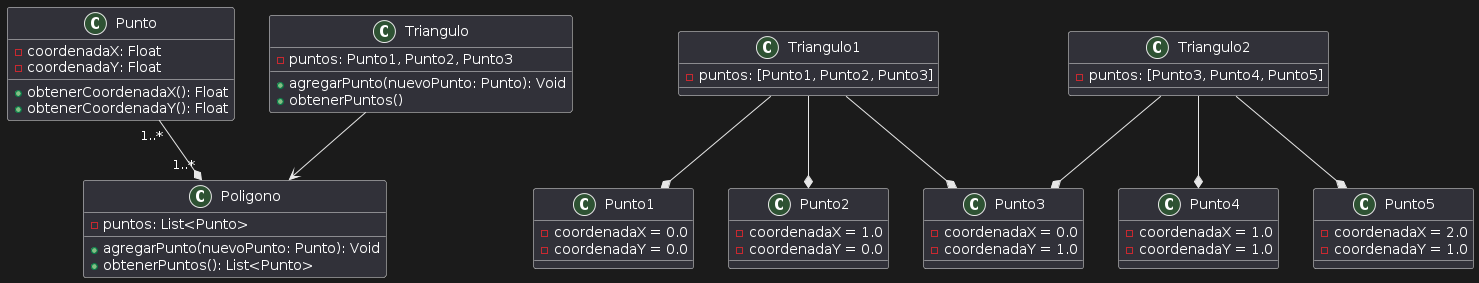 C Punto
coordenadaX: Float
coordenadaY: Float
obtenerCoordenadaX(): Float
obtenerCoordenadaY(): Float
C Triangulo
puntos: Punto1, Punto2, Punto3
agregarPunto(nuevoPunto: Punto): Void
obtenerPuntos()
1..*
1..*
C Poligono
puntos: List<Punto>
agregarPunto(nuevoPunto: Punto): Void
obtenerPuntos(): List<Punto>
C Triangulo1
puntos: [Punto1, Punto2, Punto3]
C Triangulo2
puntos: [Punto3, Punto4, Punto5]
C Punto1
coordenadaX = 0.0
coordenadaY = 0.0
C Punto2
coordenadaX = 1.0
coordenadaY = 0.0
C Punto3
coordenadaX = 0.0
coordenadaY = 1.0
C Punto4
coordenadaX = 1.0
coordenadaY = 1.0
C Punto5
coordenadaX = 2.0
coordenadaY = 1.0